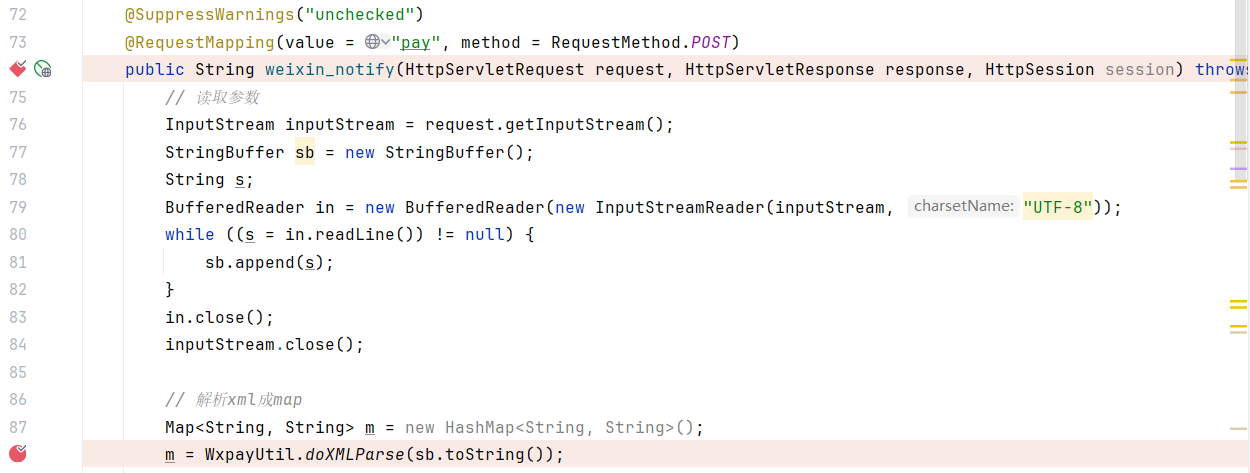 72 @SuppressWarnings("unchecked")
73 @RequestMapping(value = "pay", method = RequestMethod.POST)
public String weixin_notify(HttpServletRequest request, HttpServletResponse response, HttpSession session) throws
75 // 读取参数
76 InputStream inputStream = request.getInputStream();
77 StringBuffer sb = new StringBuffer();
78 String s;
79 BufferedReader in = new BufferedReader(new InputStreamReader(inputStream, charsetName: "UTF-8"));
80 while ((s = in.readLine()) != null) {
81 sb.append(s);
82 }
83 in.close();
84 inputStream.close();
85
86 // 解析xml成map
87 Map<String, String> m = new HashMap<String, String>();
m = WxpayUtil.doXMLParse(sb.toString());